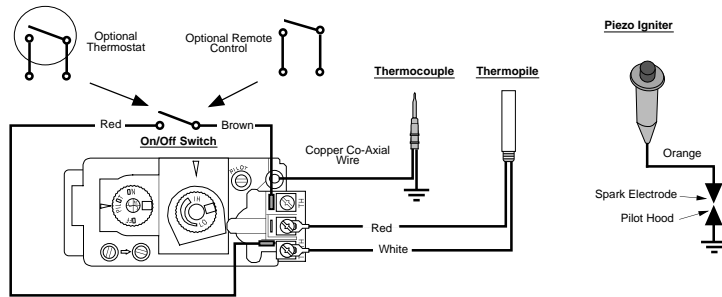 Optional
Thermostat
Optional Remote
Control
Piezo Igniter
Thermocouple
Thermopile
Red
Brown
On/Off Switch
Copper Co-Axial
Wire
Orange
Spark Electrode
Pilot Hood
Red
White
PILOT
ON
PILOT
OFF
HI
LO
TH